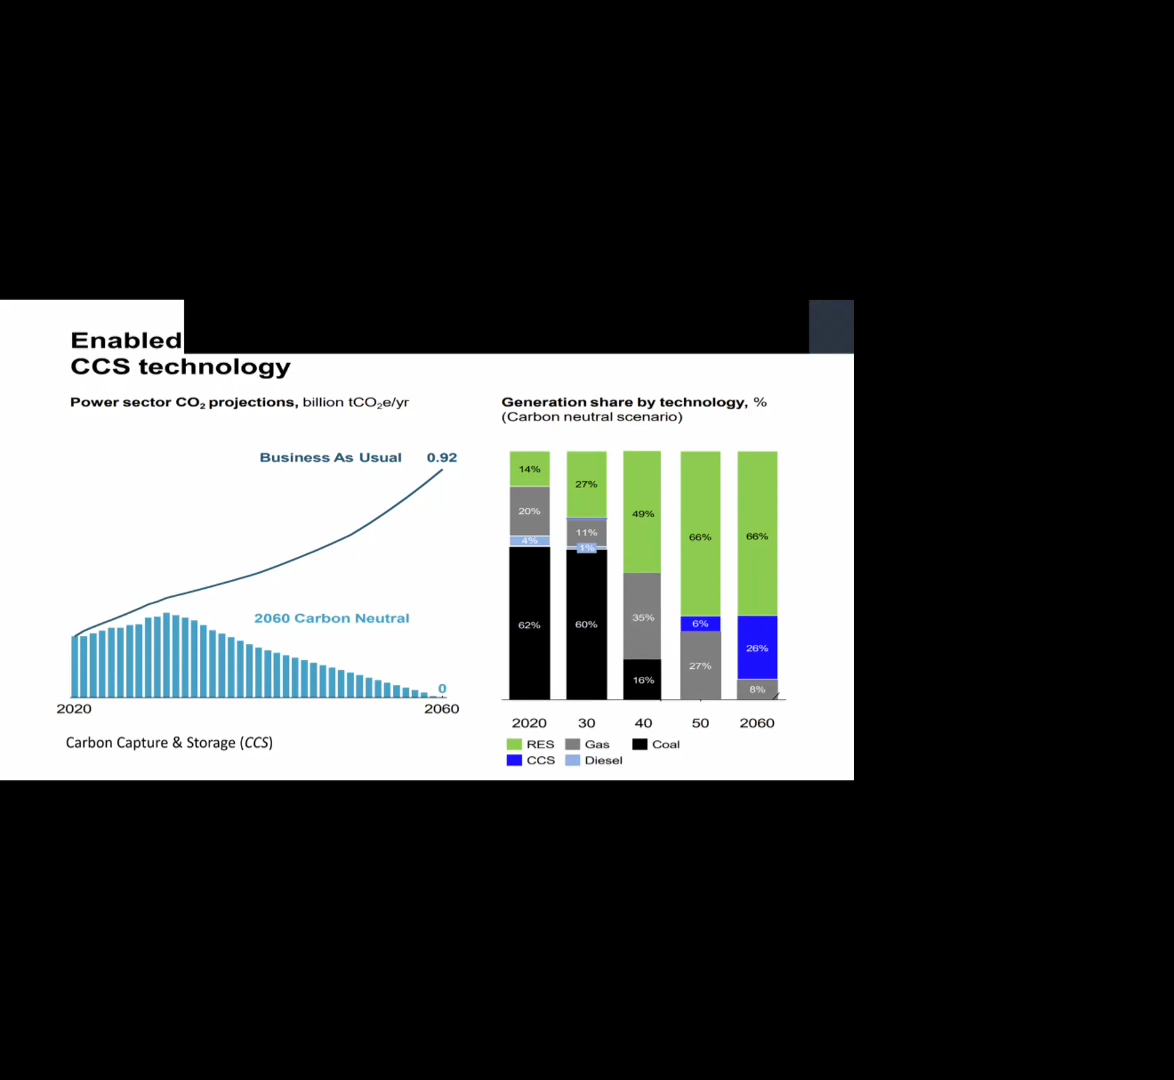 Enabled
CCS technology
Power sector CO₂ projections, billion tCO₂e/yr
Business As Usual 0.92
2060 Carbon Neutral
0
2020 2060
Carbon Capture & Storage (CCS)
Generation share by technology, %
(Carbon neutral scenario)
14%
20%
4%
62%
27%
11%
1%
60%
49%
35%
16%
66%
6%
27%
66%
26%
8%
2020 30 40 50 2060
RES Gas Coal
CCS Diesel